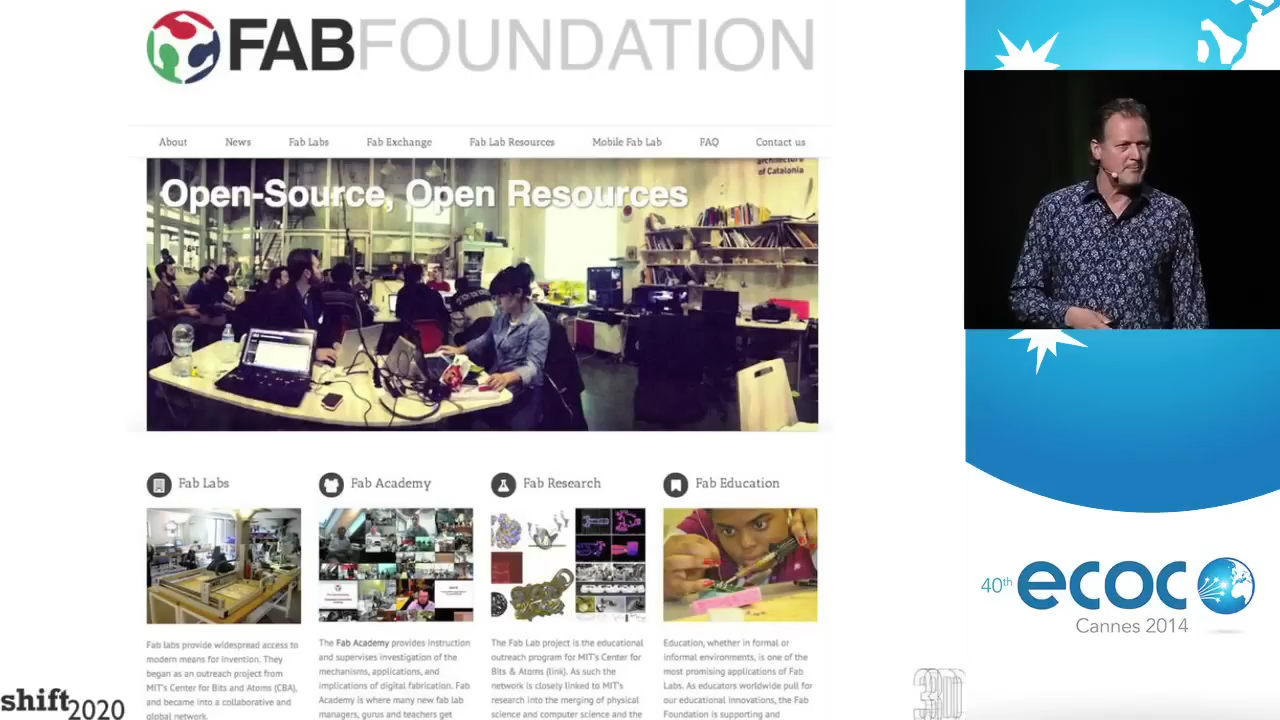 FABFOUNDATION
About News Fab Labs Fab Exchange Fab Lab Resources Mobile Fab Lab FAQ Contact us
architecture
of Catalonia
Open-Source, Open Resources
Fab Labs
Fab labs provide widespread access to
modern means for invention. They
began as an outreach project from
MIT's Center for Bits and Atoms (CBA),
and became into a collaborative and
global network.
Fab Academy
The Fab Academy provides instruction
and supervises investigation of the
mechanisms, applications, and
implications of digital fabrication. Fab
Academy is where many new fab lab
managers, gurus and teachers get
Fab Research
The Fab Lab project is the educational
outreach program for MIT's Center for
Bits & Atoms (link). As such the
network is closely linked to MIT's
research into the merging of physical
science and computer science and the
Fab Education
Education, whether in formal or
informal environments, is one of the
most promising applications of Fab
Labs. As educators worldwide pull for
our educational innovations, the Fab
Foundation is supporting and
shift2020
3D
40th ecoc
Cannes 2014